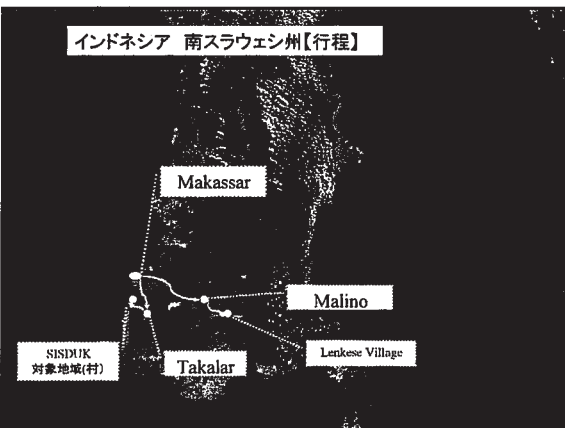 インドネシア 南スラウェシ州【行程】
Makassar
Malino
SISDUK
対象地域(村)
Takalar
Lenkese Village